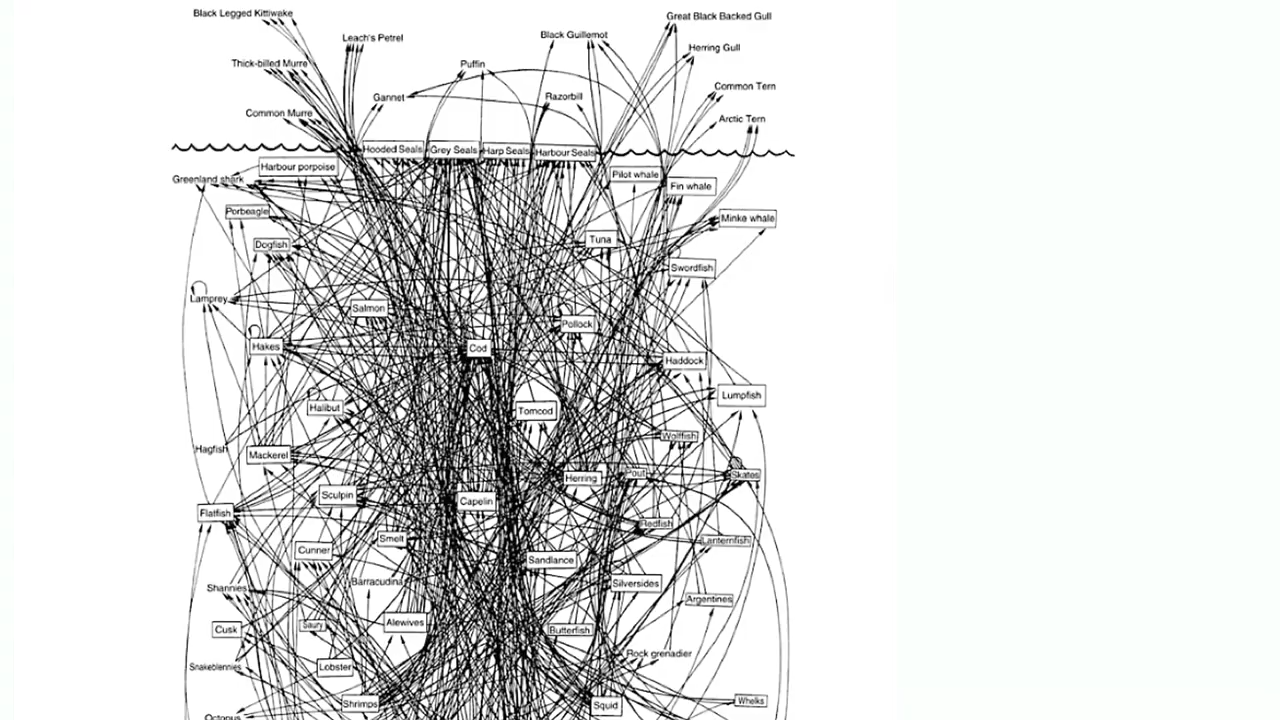 Black Legged Kittiwake
Great Black Backed Gull
Leach's Petrel
Black Guillemot
Herring Gull
Thick-billed Murre
Puffin
Common Tern
Gannet
Razorbill
Common Murre
Arctic Tern
Hooded Seals
Grey Seals
Harp Seals
Harbour Seals
Harbour porpoise
Pilot whale
Greenland shark
Fin whale
Porbeagle
Minke whale
Dogfish
Tuna
Swordfish
Lamprey
Salmon
Pollock
Hakes
Cod
Haddock
Lumpfish
Halibut
Tomcod
Wolffish
Hagfish
Mackerel
Herring
Pout
Skates
Sculpin
Capelin
Flatfish
Redfish
Smelt
Lanternfish
Cunner
Sandlance
Barracudina
Silversides
Shannies
Argentines
Cusk
Saury
Alewives
Butterfish
Rock grenadier
Snakeblennies
Lobster
Shrimps
Squid
Whelks
Octopus